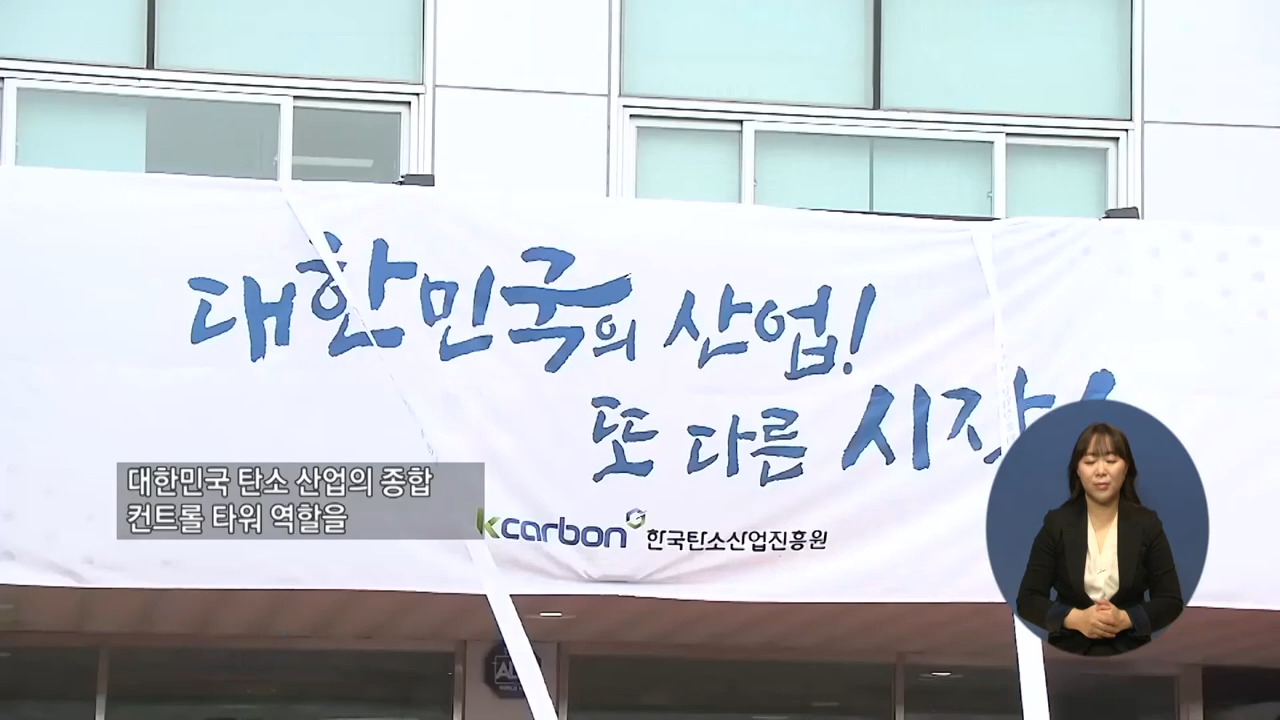 대한민국의 산업!
또 다른 시작
대한민국 탄소 산업의 종합
컨트롤 타워 역할을
kcarbon 한국탄소산업진흥원